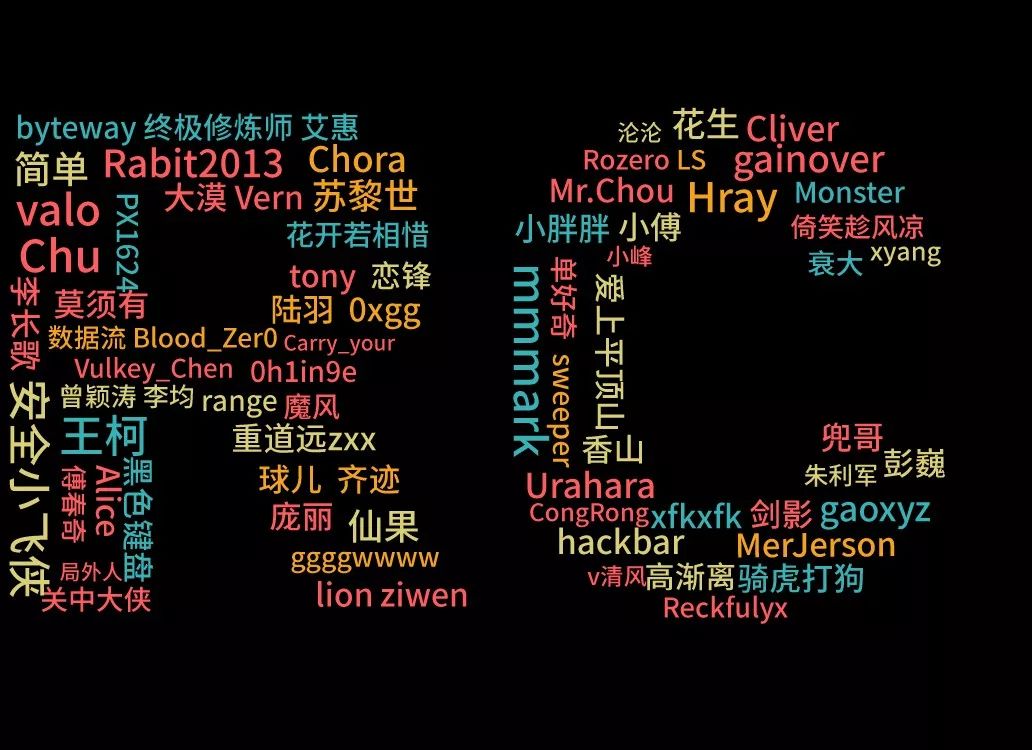 byteway 终极修炼师 艾惠
简单 Rabit2013 Chora
大漠 Vern 苏黎世
valo
PX1624
花开若相惜
Chu
tony 恋锋
李长歌
莫须有
陆羽 0xgg
数据流 Blood_Zer0 Carry_your
Vulkey_Chen 0h1in9e
安全小飞侠
曾颖涛 李均 range 魔风
王柯
重道远zxx
傅春奇
Alice
黑色键盘
球儿 齐迹
庞丽 仙果
ggggwwww
局外人
关中大侠
lion ziwen
沦沦 花生 Cliver
Rozero LS gainover
Mr.Chou Hray Monster
小胖胖 小傅 倚笑趁风凉
小峰 衰大 xyang
mmmark
单好奇
爱上平顶山
sweeper
香山
兜哥
朱利军 彭巍
Urahara
CongRong xfkxfk 剑影 gaoxyz
hackbar MerJerson
v清风 高渐离 骑虎打狗
Reckfulyx